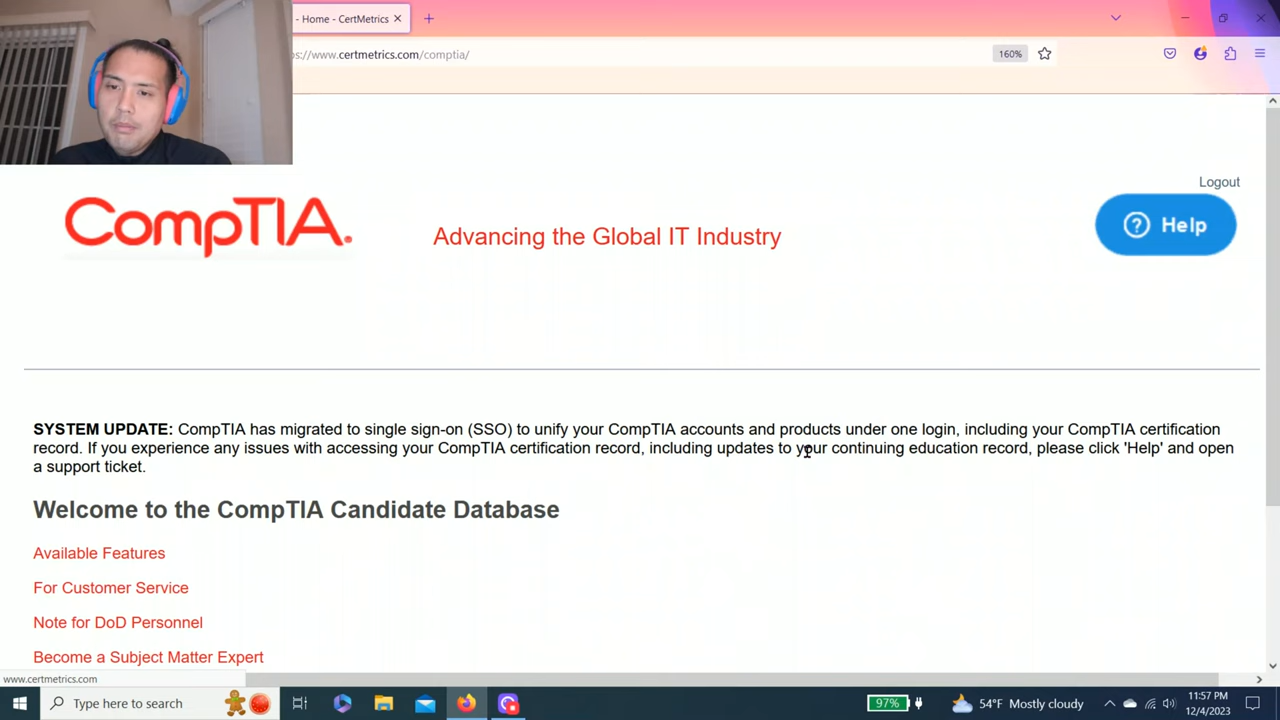 - Home - CertMetrics
s://www.certmetrics.com/comptia/
160%
Logout
CompTIA.
Advancing the Global IT Industry
Help
SYSTEM UPDATE: CompTIA has migrated to single sign-on (SSO) to unify your CompTIA accounts and products under one login, including your CompTIA certification
record. If you experience any issues with accessing your CompTIA certification record, including updates to your continuing education record, please click 'Help' and open
a support ticket.
Welcome to the CompTIA Candidate Database
Available Features
For Customer Service
Note for DoD Personnel
Become a Subject Matter Expert
www.certmetrics.com
Type here to search
97%
54°F Mostly cloudy
11:57 PM
12/4/2023